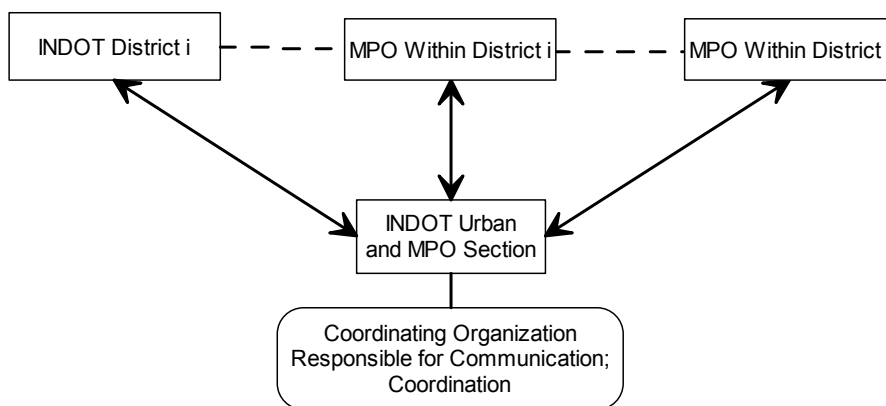 INDOT District i
MPO Within District i
MPO Within District
INDOT Urban
and MPO Section
Coordinating Organization
Responsible for Communication;
Coordination